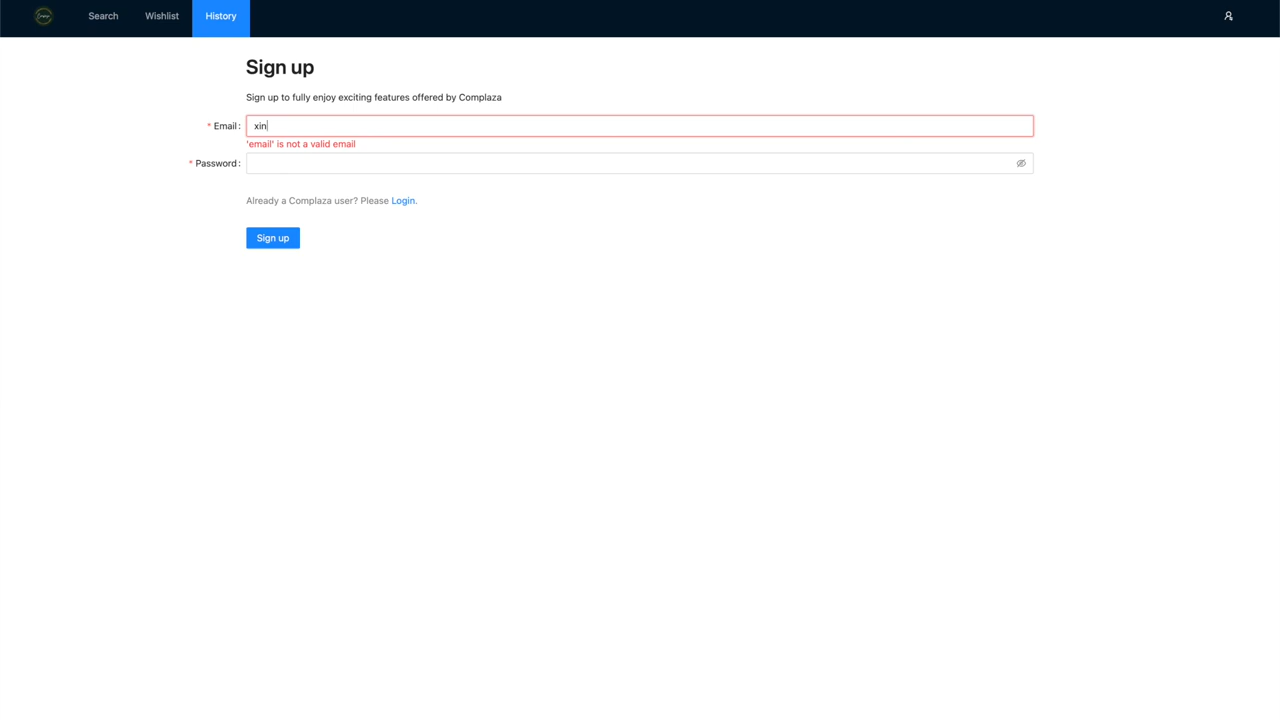 Search Wishlist History
Sign up
Sign up to fully enjoy exciting features offered by Complaza
* Email : xin
'email' is not a valid email
* Password :
Already a Complaza user? Please Login.
Sign up